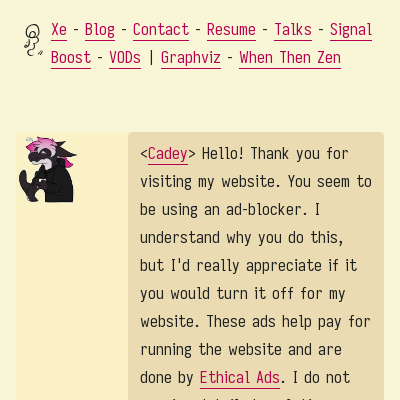 Xe - Blog - Contact - Resume - Talks - Signal
Boost - VODs | Graphviz - When Then Zen
<Cadey> Hello! Thank you for
visiting my website. You seem to
be using an ad-blocker. I
understand why you do this,
but I'd really appreciate if it
you would turn it off for my
website. These ads help pay for
running the website and are
done by Ethical Ads. I do not